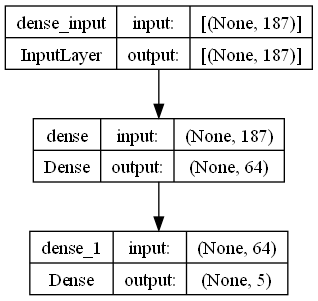 dense_input input: [(None, 187)]
InputLayer output: [(None, 187)]
dense input: (None, 187)
Dense output: (None, 64)
dense_1 input: (None, 64)
Dense output: (None, 5)